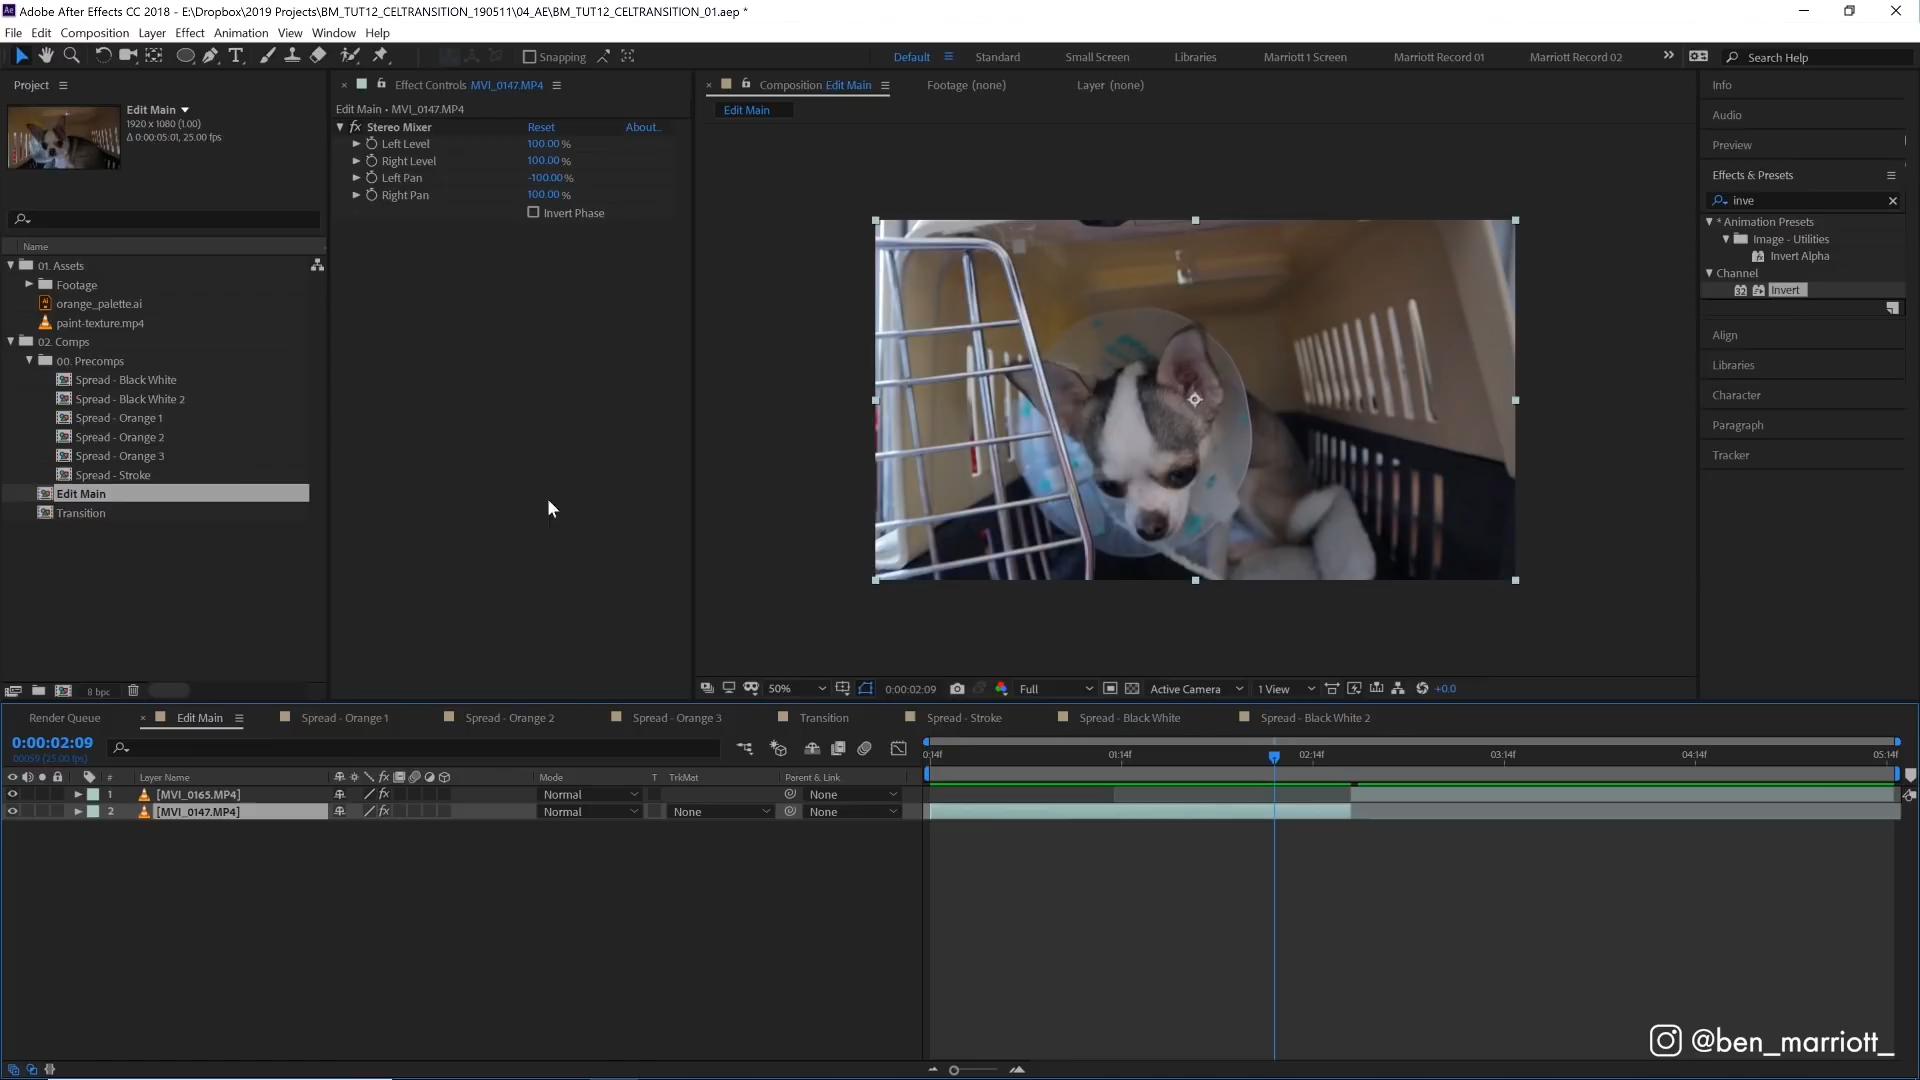 Adobe After Effects CC 2018 - E:\Dropbox\2019 Projects\BM_TUT12_CELTRANSITION_190511\04_AE\BM_TUT12_CELTRANSITION_01.aep *
File Edit Composition Layer Effect Animation View Window Help
Snapping
Default Standard Small Screen Libraries Marriott 1 Screen Marriott Record 01 Marriott Record 02 Search Help
Project
Edit Main
1920 x 1080 (1.00)
Δ 0:00:05:01, 25.00 fps
Name
01. Assets
Footage
orange_palette.ai
paint-texture.mp4
02. Comps
00. Precomps
Spread - Black White
Spread - Black White 2
Spread - Orange 1
Spread - Orange 2
Spread - Orange 3
Spread - Stroke
Edit Main
Transition
8 bpc
Effect Controls MVI_0147.MP4
Edit Main • MVI_0147.MP4
fx Stereo Mixer Reset About..
Left Level 100.00 %
Right Level 100.00 %
Left Pan -100.00 %
Right Pan 100.00 %
Invert Phase
Composition Edit Main Footage (none) Layer (none)
Edit Main
50% 0:00:02:09 Full Active Camera 1 View +0.0
Info
Audio
Preview
Effects & Presets
inve
* Animation Presets
Image - Utilities
Invert Alpha
Channel
32 Invert
Align
Libraries
Character
Paragraph
Tracker
Render Queue Edit Main Spread - Orange 1 Spread - Orange 2 Spread - Orange 3 Transition Spread - Stroke Spread - Black White Spread - Black White 2
0:00:02:09
00059 (25.00 fps)
0:14f 01:14f 02:14f 03:14f 04:14f 05:14f
# Layer Name fx Mode T TrkMat Parent & Link
1 [MVI_0165.MP4] fx Normal None
2 [MVI_0147.MP4] fx Normal None None
@ben_marriott_